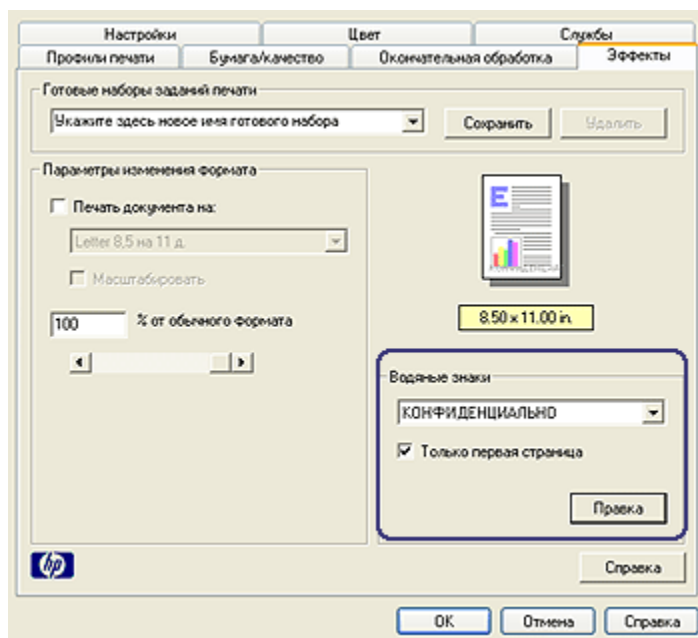 Настройки
Цвет
Службы
Профили печати
Бумага/качество
Окончательная обработка
Эффекты
Готовые наборы заданий печати
Укажите здесь новое имя готового набора
Сохранить
Удалить
Параметры изменения формата
Печать документа на:
Letter 8,5 на 11 д.
Масштабировать
100 % от обычного формата
E
КОНФИДЕНЦИАЛ
8.50 x 11.00 in.
Водяные знаки
КОНФИДЕНЦИАЛЬНО
Только первая страница
Правка
hp
Справка
OK
Отмена
Справка